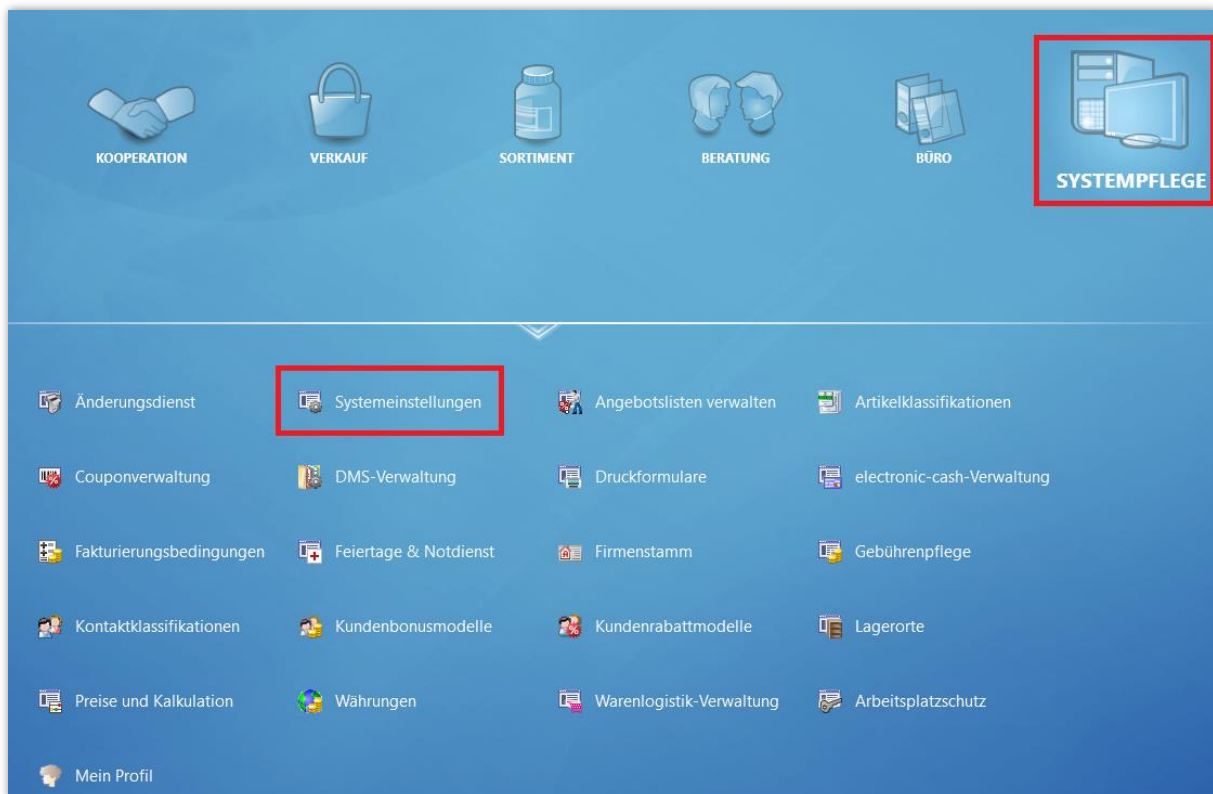 KOOPERATION VERKAUF SORTIMENT BERATUNG BÜRO SYSTEMPFLEGE
Änderungsdienst Systemeinstellungen Angebotslisten verwalten Artikelklassifikationen
Couponverwaltung DMS-Verwaltung Druckformulare electronic-cash-Verwaltung
Fakturierungsbedingungen Feiertage & Notdienst Firmenstamm Gebührenpflege
Kontaktklassifikationen Kundenbonusmodelle Kundenrabattmodelle Lagerorte
Preise und Kalkulation Währungen Warenlogistik-Verwaltung Arbeitsplatzschutz
Mein Profil